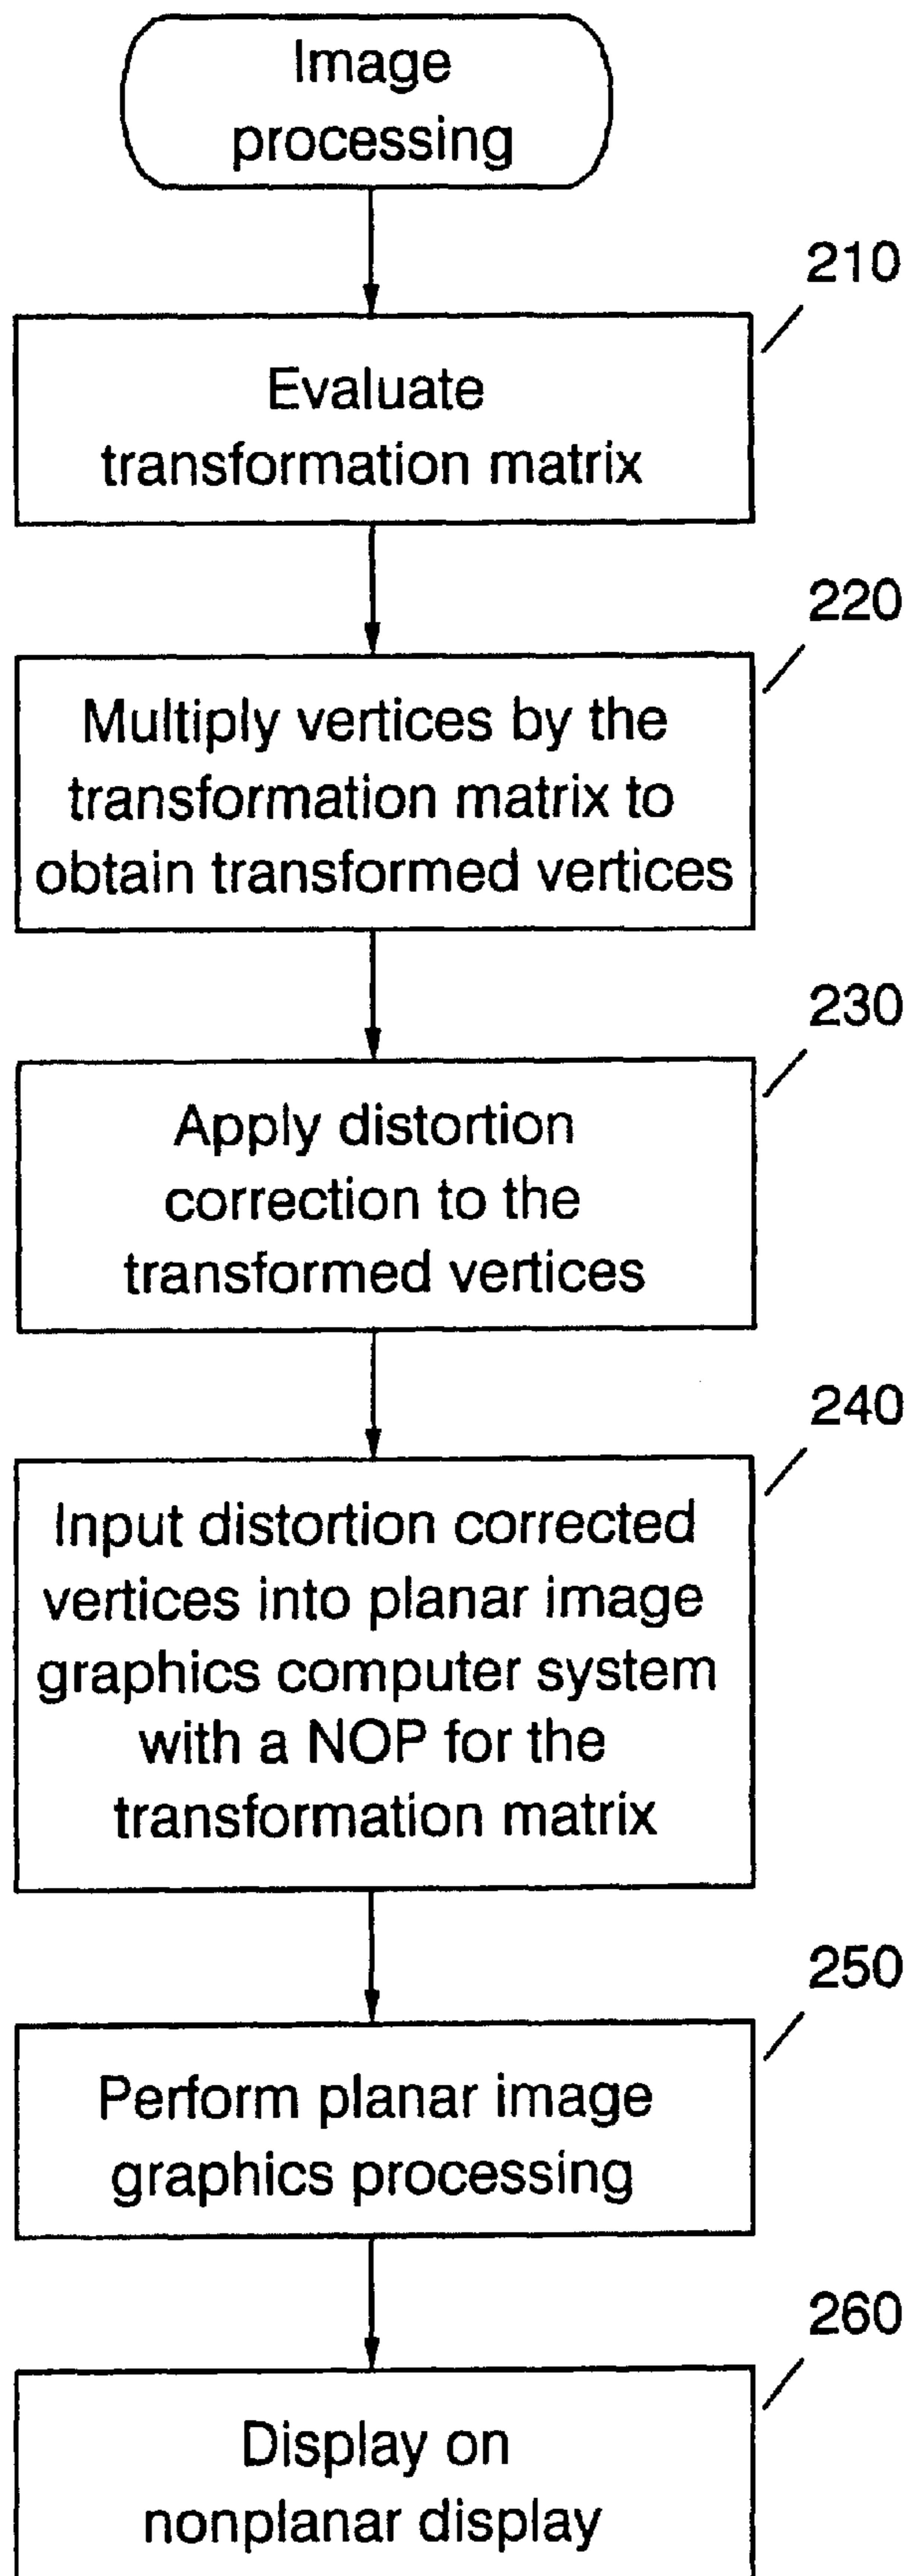 Image
processing
210
Evaluate
transformation matrix
220
Multiply vertices by the
transformation matrix to
obtain transformed vertices
230
Apply distortion
correction to the
transformed vertices
240
Input distortion corrected
vertices into planar image
graphics computer system
with a NOP for the
transformation matrix
250
Perform planar image
graphics processing
260
Display on
nonplanar display